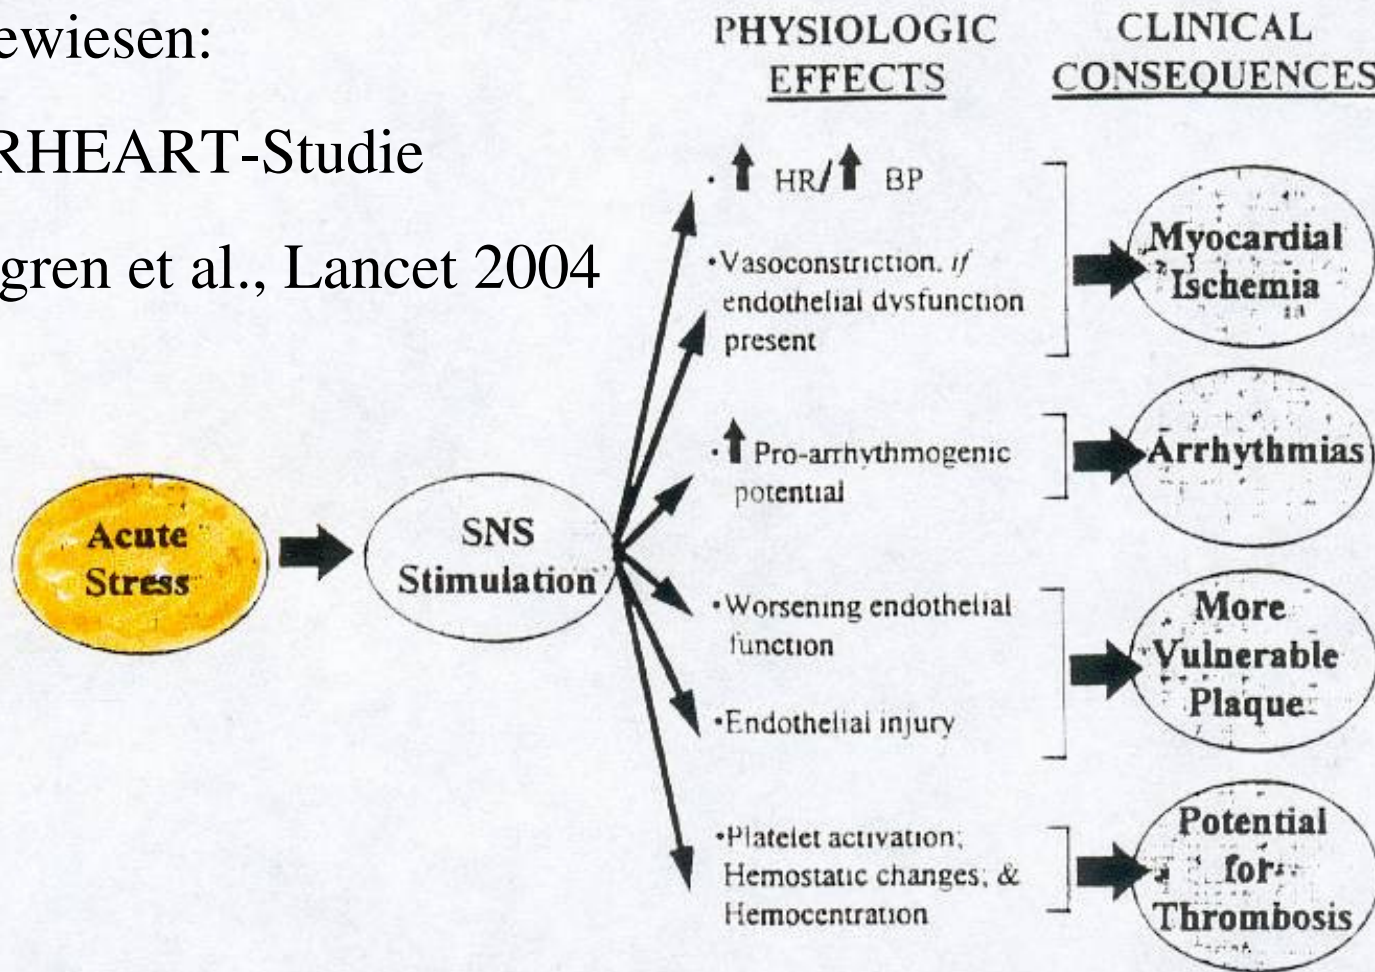 ewiesen:
RHEART-Studie
gren et al., Lancet 2004
PHYSIOLOGIC
EFFECTS
CLINICAL
CONSEQUENCES
Acute
Stress
SNS
Stimulation
· HR/ BP
•Vasoconstriction, if
endothelial dysfunction
present
· Pro-arrhythmogenic
potential
•Worsening endothelial
function
•Endothelial injury
•Platelet activation;
Hemostatic changes; &
Hemocentration
Myocardial
Ischemia
Arrhythmias
More
Vulnerable
Plaque
Potential
for
Thrombosis